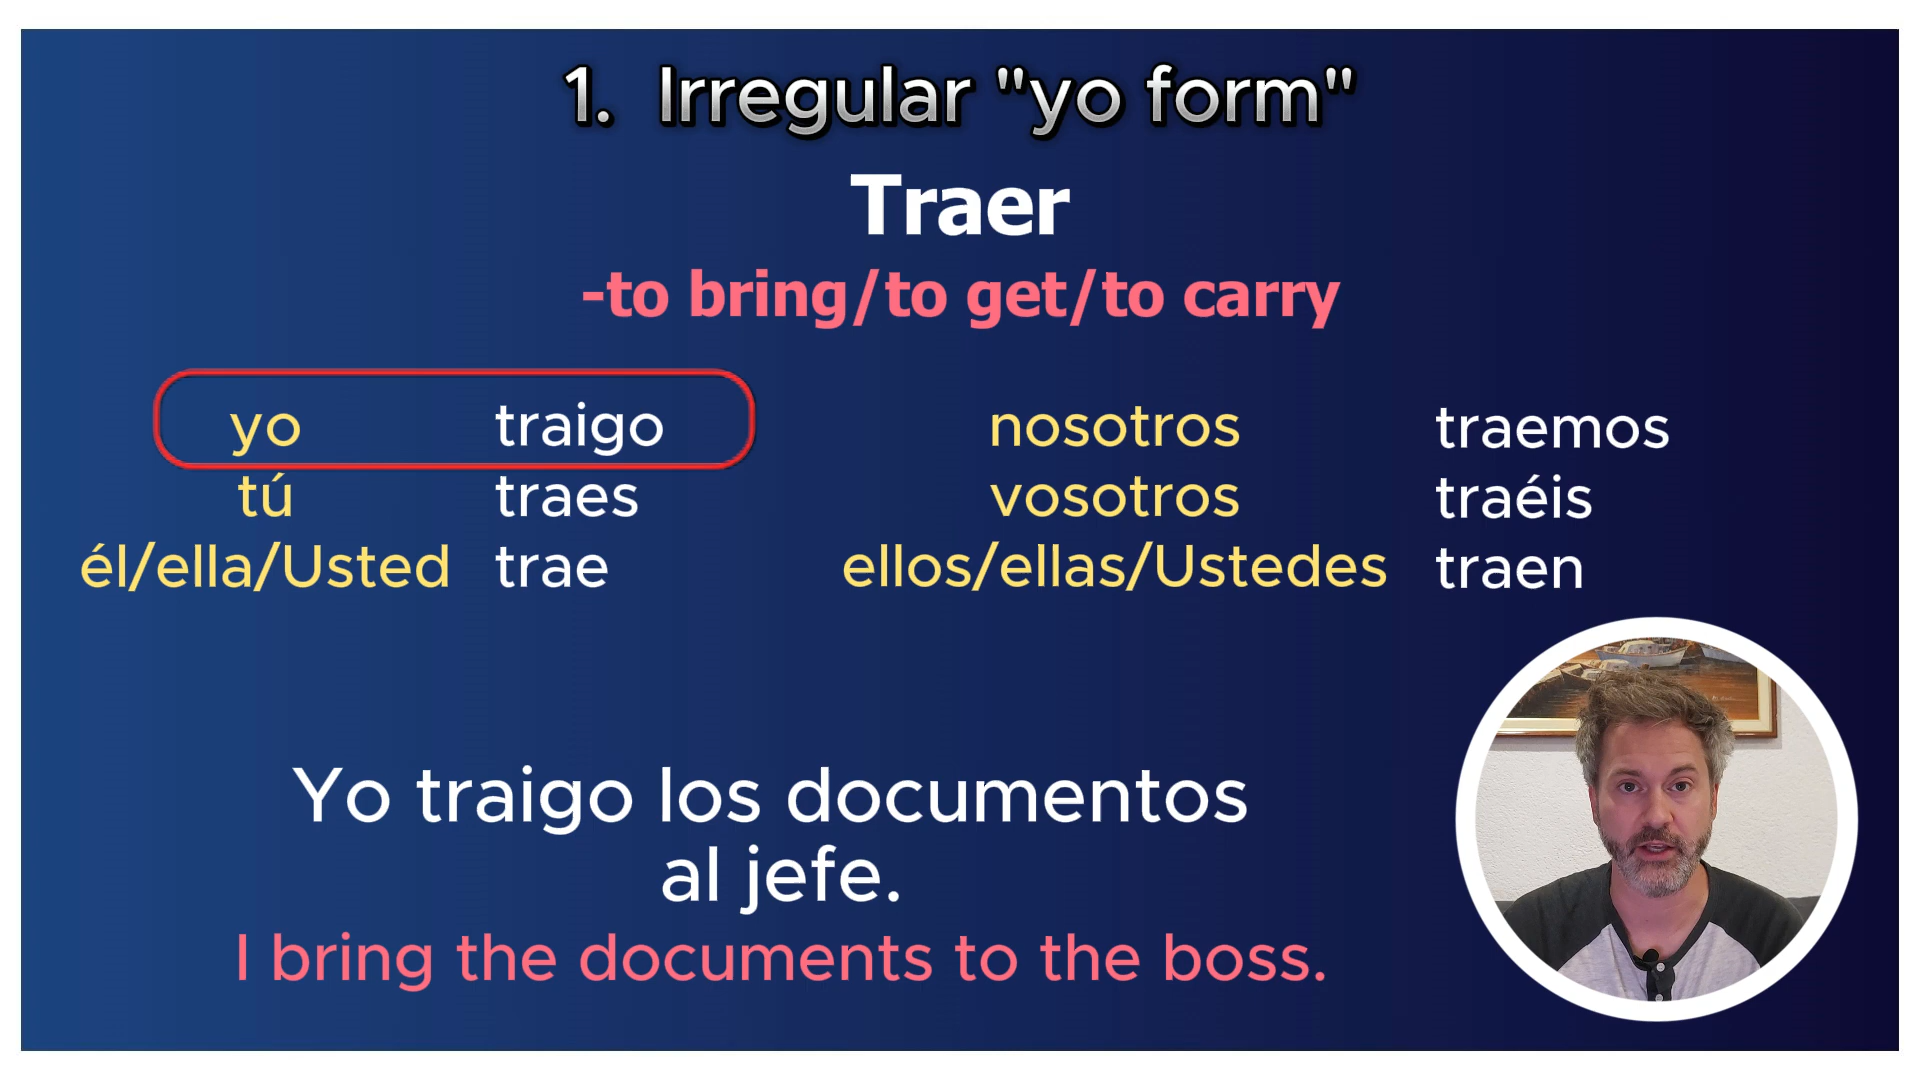 1. Irregular "yo form"
Traer
-to bring/to get/to carry
yo traigo
tú traes
él/ella/Usted trae
nosotros traemos
vosotros traéis
ellos/ellas/Ustedes traen
Yo traigo los documentos
al jefe.
I bring the documents to the boss.